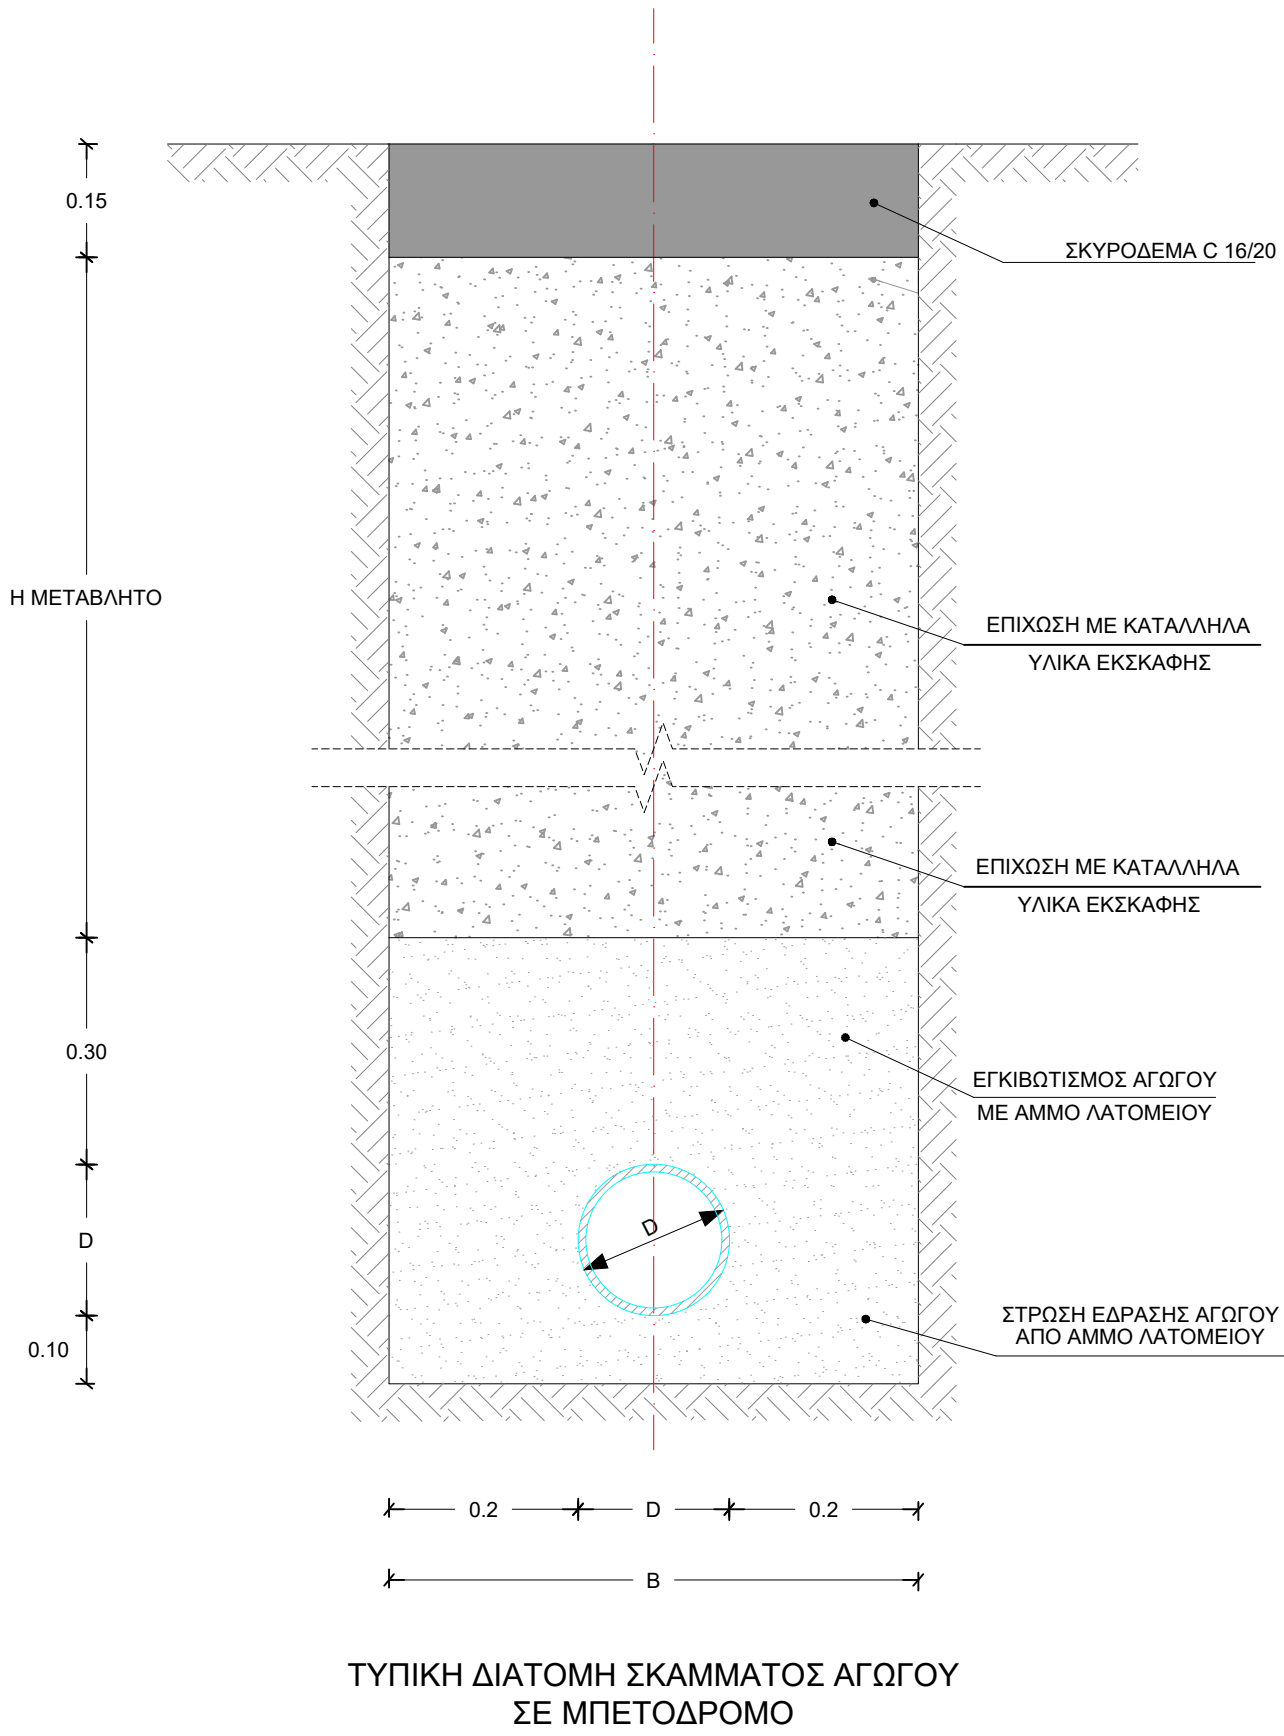 0.15
ΣΚΥΡΟΔΕΜΑ C 16/20
Η ΜΕΤΑΒΛΗΤΟ
ΕΠΙΧΩΣΗ ΜΕ ΚΑΤΑΛΛΗΛΑ
ΥΛΙΚΑ ΕΚΣΚΑΦΗΣ
ΕΠΙΧΩΣΗ ΜΕ ΚΑΤΑΛΛΗΛΑ
ΥΛΙΚΑ ΕΚΣΚΑΦΗΣ
0.30
ΕΓΚΙΒΩΤΙΣΜΟΣ ΑΓΩΓΟΥ
ΜΕ ΑΜΜΟ ΛΑΤΟΜΕΙΟΥ
D
D
ΣΤΡΩΣΗ ΕΔΡΑΣΗΣ ΑΓΩΓΟΥ
ΑΠΟ ΑΜΜΟ ΛΑΤΟΜΕΙΟΥ
0.10
0.2 D 0.2
B
ΤΥΠΙΚΗ ΔΙΑΤΟΜΗ ΣΚΑΜΜΑΤΟΣ ΑΓΩΓΟΥ
ΣΕ ΜΠΕΤΟΔΡΟΜΟ